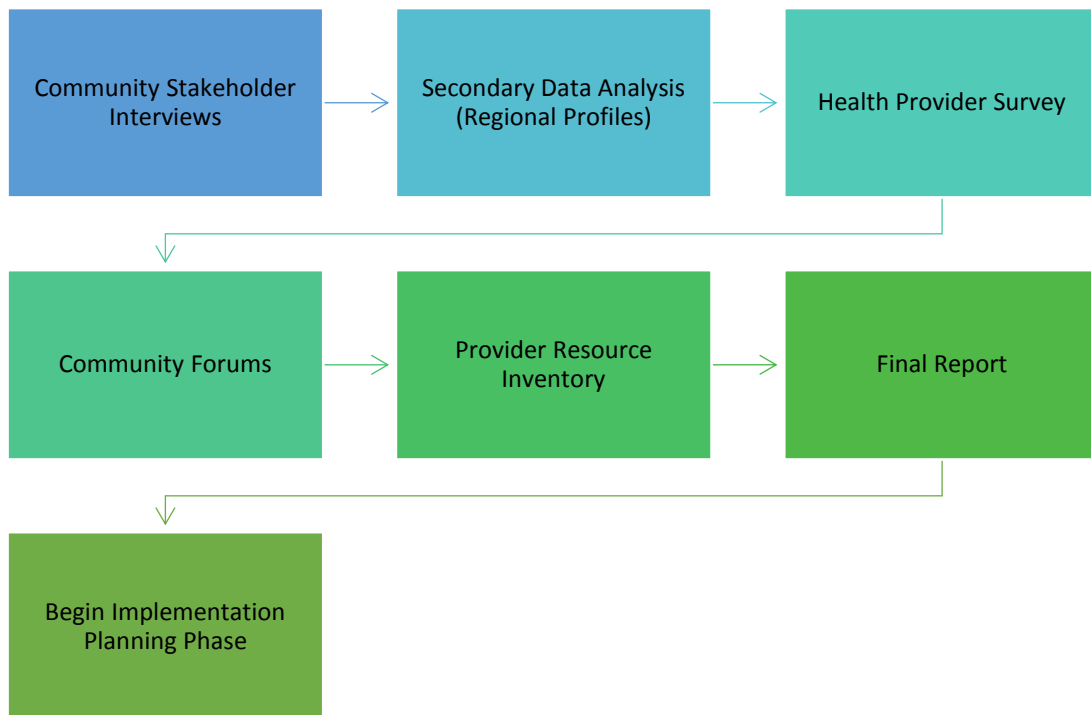 Community Stakeholder
Interviews
Secondary Data Analysis
(Regional Profiles)
Health Provider Survey
Community Forums
Provider Resource
Inventory
Final Report
Begin Implementation
Planning Phase